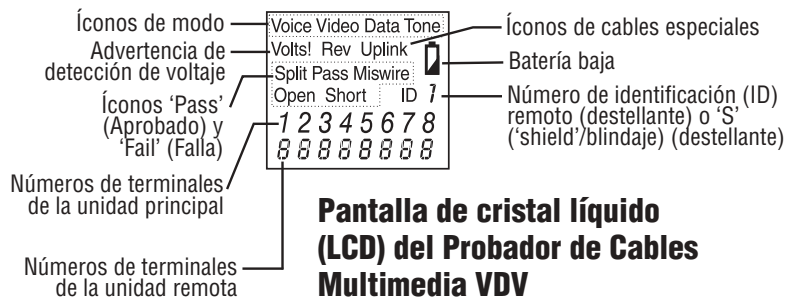 Íconos de modo
Advertencia de
detección de voltaje
Íconos 'Pass'
(Aprobado) y
'Fail' (Falla)
Números de terminales
de la unidad principal
Números de terminales
de la unidad remota
Voice Video Data Tone
Volts! Rev Uplink
Split Pass Miswire
Open Short ID 1
1 2 3 4 5 6 7 8
8 8 8 8 8 8 8 8
Íconos de cables especiales
Batería baja
Número de identificación (ID)
remoto (destellante) o 'S'
('shield'/blindaje) (destellante)
Pantalla de cristal líquido
(LCD) del Probador de Cables
Multimedia VDV